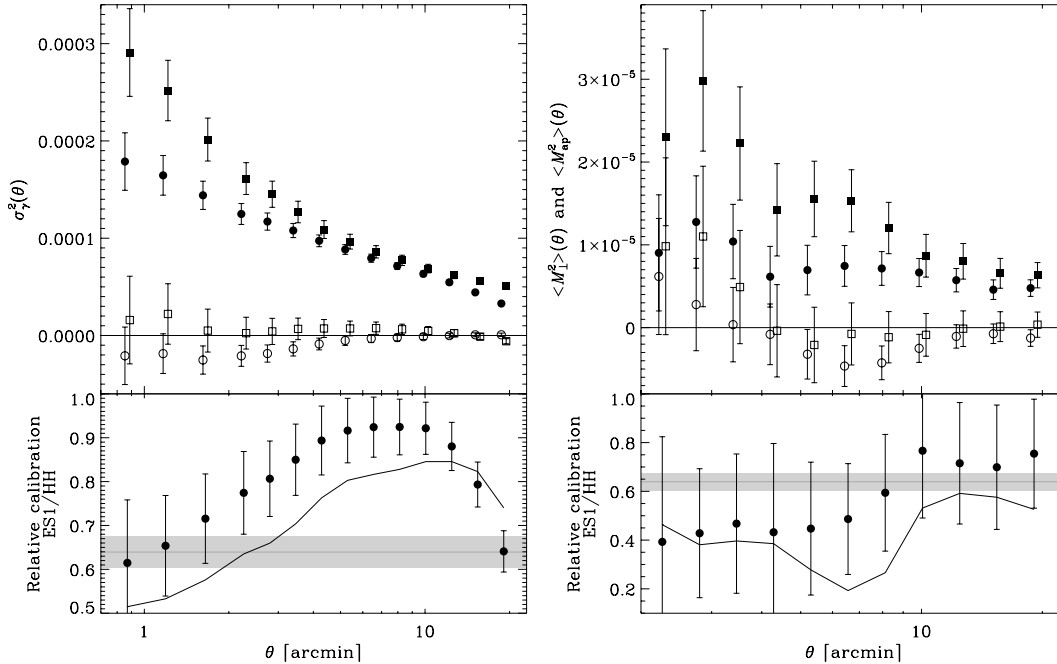 0.0003
0.0002
0.0001
0.0000
σ²γ(θ)
1.0
0.9
0.8
0.7
0.6
0.5
Relative calibration
ES1/HH
1
10
θ [arcmin]
3×10⁻⁵
2×10⁻⁵
1×10⁻⁵
0
<M²⊥>(θ) and <M²ap>(θ)
1.0
0.8
0.6
0.4
0.2
Relative calibration
ES1/HH
10
θ [arcmin]